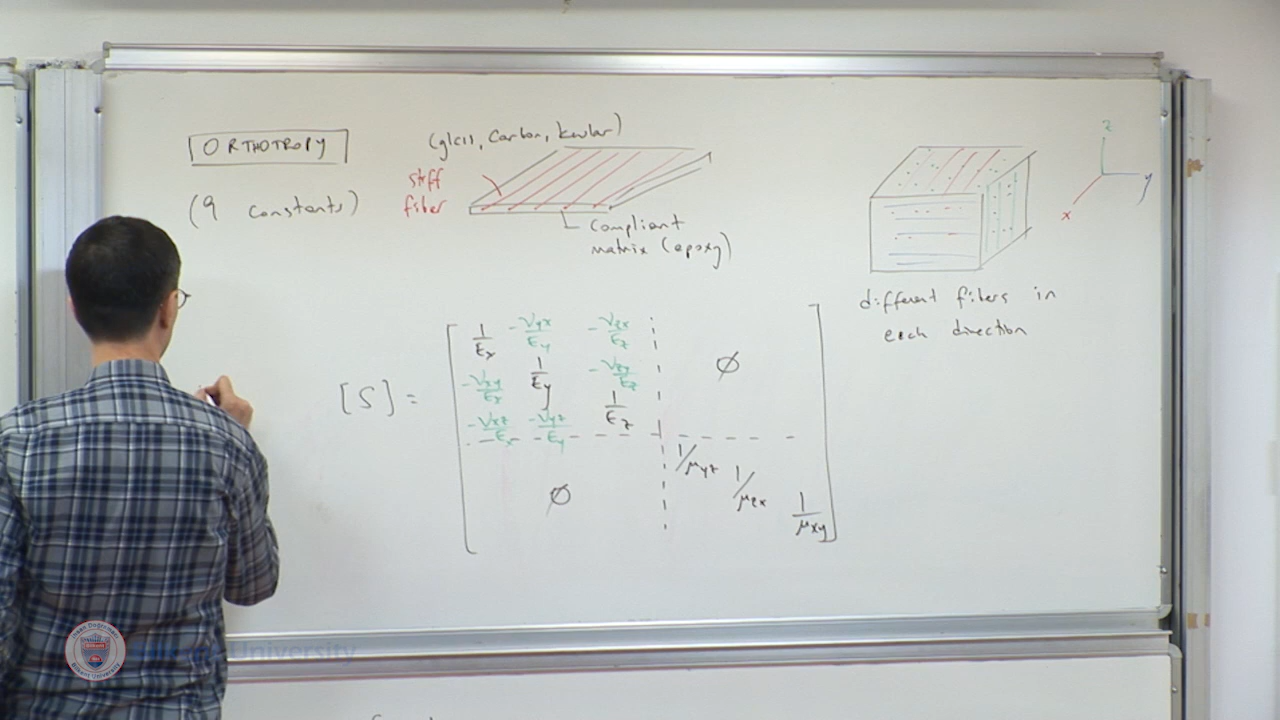 ORTHOTROPY
(9 constants)
(glass, carbon, kevlar)
stiff
fiber
compliant
matrix (epoxy)
z
y
x
different fibers in
each direction
[S] =
1/Ex -νyx/Ey -νzx/Ez ∅
-νxy/Ex 1/Ey -νzy/Ez
-νxz/Ex -νyz/Ey 1/Ez
∅ 1/μyz
1/μzx
1/μxy
Bilkent University